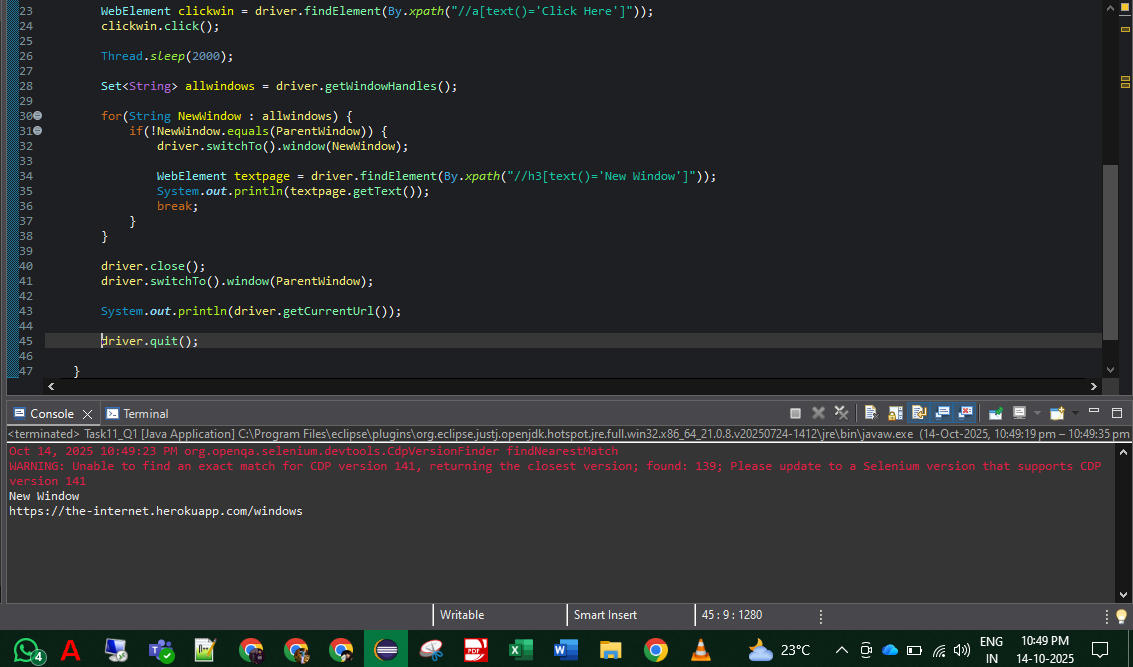 23 WebElement clickwin = driver.findElement(By.xpath("//a[text()='Click Here']"));
24 clickwin.click();
25
26 Thread.sleep(2000);
27
28 Set<String> allwindows = driver.getWindowHandles();
29
30 for(String NewWindow : allwindows) {
31 if(!NewWindow.equals(ParentWindow)) {
32 driver.switchTo().window(NewWindow);
33
34 WebElement textpage = driver.findElement(By.xpath("//h3[text()='New Window']"));
35 System.out.println(textpage.getText());
36 break;
37 }
38 }
39
40 driver.close();
41 driver.switchTo().window(ParentWindow);
42
43 System.out.println(driver.getCurrentUrl());
44
45 driver.quit();
46
47 }
Console Terminal
<terminated> Task11_Q1 [Java Application] C:\Program Files\eclipse\plugins\org.eclipse.justj.openjdk.hotspot.jre.full.win32.x86_64_21.0.8.v20250724-1412\jre\bin\javaw.exe (14-Oct-2025, 10:49:19 pm – 10:49:35 pm
Oct 14, 2025 10:49:23 PM org.openqa.selenium.devtools.CdpVersionFinder findNearestMatch
WARNING: Unable to find an exact match for CDP version 141, returning the closest version; found: 139; Please update to a Selenium version that supports CDP
version 141
New Window
https://the-internet.herokuapp.com/windows
Writable Smart Insert 45 : 9 : 1280
4 A PDF 23°C ENG 10:49 PM
IN 14-10-2025